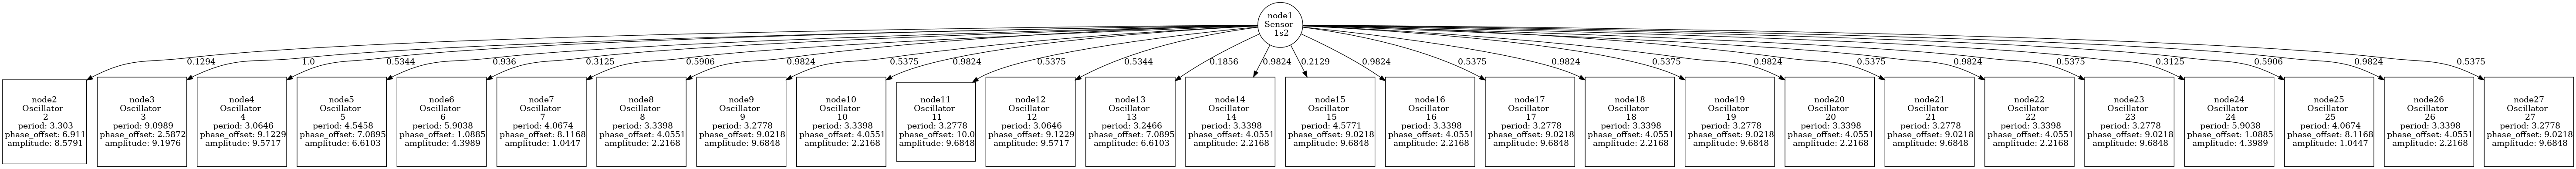 node1
Sensor
1s2
0.1294
1.0
-0.5344
0.936
-0.3125
0.5906
0.9824
-0.5375
0.9824
-0.5375
-0.5344
0.1856
0.9824
0.2129
0.9824
-0.5375
0.9824
-0.5375
0.9824
-0.5375
0.9824
-0.5375
-0.3125
0.5906
0.9824
-0.5375
node2
Oscillator
2
period: 3.303
phase_offset: 6.911
amplitude: 8.5791
node3
Oscillator
3
period: 9.0989
phase_offset: 2.5872
amplitude: 9.1976
node4
Oscillator
4
period: 3.0646
phase_offset: 9.1229
amplitude: 9.5717
node5
Oscillator
5
period: 4.5458
phase_offset: 7.0895
amplitude: 6.6103
node6
Oscillator
6
period: 5.9038
phase_offset: 1.0885
amplitude: 4.3989
node7
Oscillator
7
period: 4.0674
phase_offset: 8.1168
amplitude: 1.0447
node8
Oscillator
8
period: 3.3398
phase_offset: 4.0551
amplitude: 2.2168
node9
Oscillator
9
period: 3.2778
phase_offset: 9.0218
amplitude: 9.6848
node10
Oscillator
10
period: 3.3398
phase_offset: 4.0551
amplitude: 2.2168
node11
Oscillator
11
period: 3.2778
phase_offset: 10.0
amplitude: 9.6848
node12
Oscillator
12
period: 3.0646
phase_offset: 9.1229
amplitude: 9.5717
node13
Oscillator
13
period: 3.2466
phase_offset: 7.0895
amplitude: 6.6103
node14
Oscillator
14
period: 3.3398
phase_offset: 4.0551
amplitude: 2.2168
node15
Oscillator
15
period: 4.5771
phase_offset: 9.0218
amplitude: 9.6848
node16
Oscillator
16
period: 3.3398
phase_offset: 4.0551
amplitude: 2.2168
node17
Oscillator
17
period: 3.2778
phase_offset: 9.0218
amplitude: 9.6848
node18
Oscillator
18
period: 3.3398
phase_offset: 4.0551
amplitude: 2.2168
node19
Oscillator
19
period: 3.2778
phase_offset: 9.0218
amplitude: 9.6848
node20
Oscillator
20
period: 3.3398
phase_offset: 4.0551
amplitude: 2.2168
node21
Oscillator
21
period: 3.2778
phase_offset: 9.0218
amplitude: 9.6848
node22
Oscillator
22
period: 3.3398
phase_offset: 4.0551
amplitude: 2.2168
node23
Oscillator
23
period: 3.2778
phase_offset: 9.0218
amplitude: 9.6848
node24
Oscillator
24
period: 5.9038
phase_offset: 1.0885
amplitude: 4.3989
node25
Oscillator
25
period: 4.0674
phase_offset: 8.1168
amplitude: 1.0447
node26
Oscillator
26
period: 3.3398
phase_offset: 4.0551
amplitude: 2.2168
node27
Oscillator
27
period: 3.2778
phase_offset: 9.0218
amplitude: 9.6848